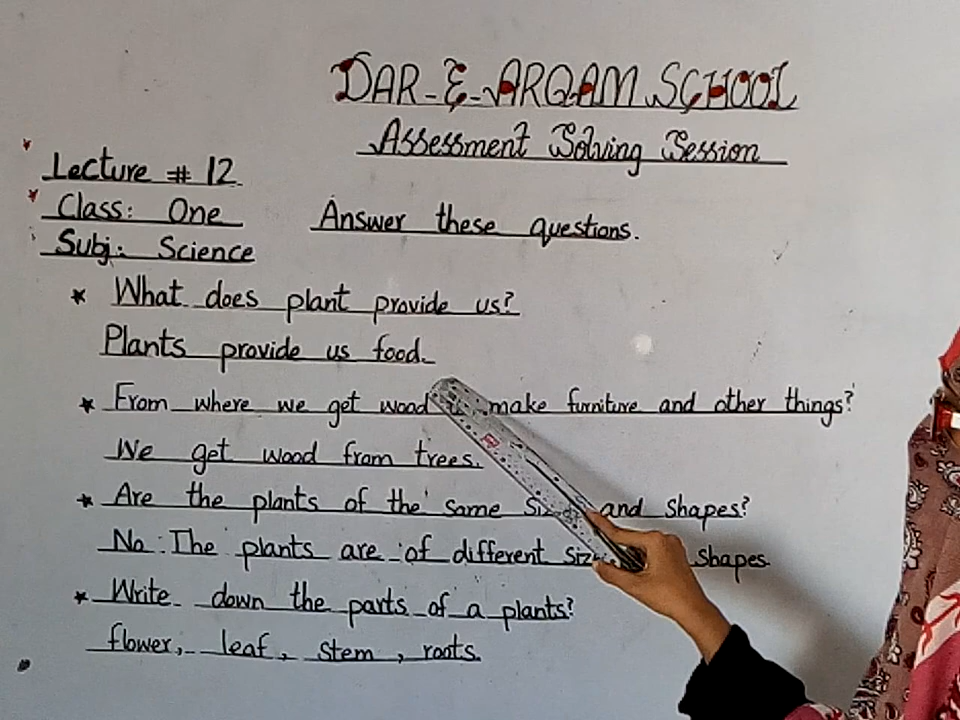 DAR-E-ARQAM SCHOOL
Assessment Solving Session
Lecture # 12
Class: One
Subj: Science
Answer these questions.
* What does plant provide us?
Plants provide us food.
* From where we get wood make furniture and other things?
We get wood from trees.
* Are the plants of the same and shapes?
No. The plants are of different shapes
* Write down the parts of a plants?
flower, leaf, stem, roots.